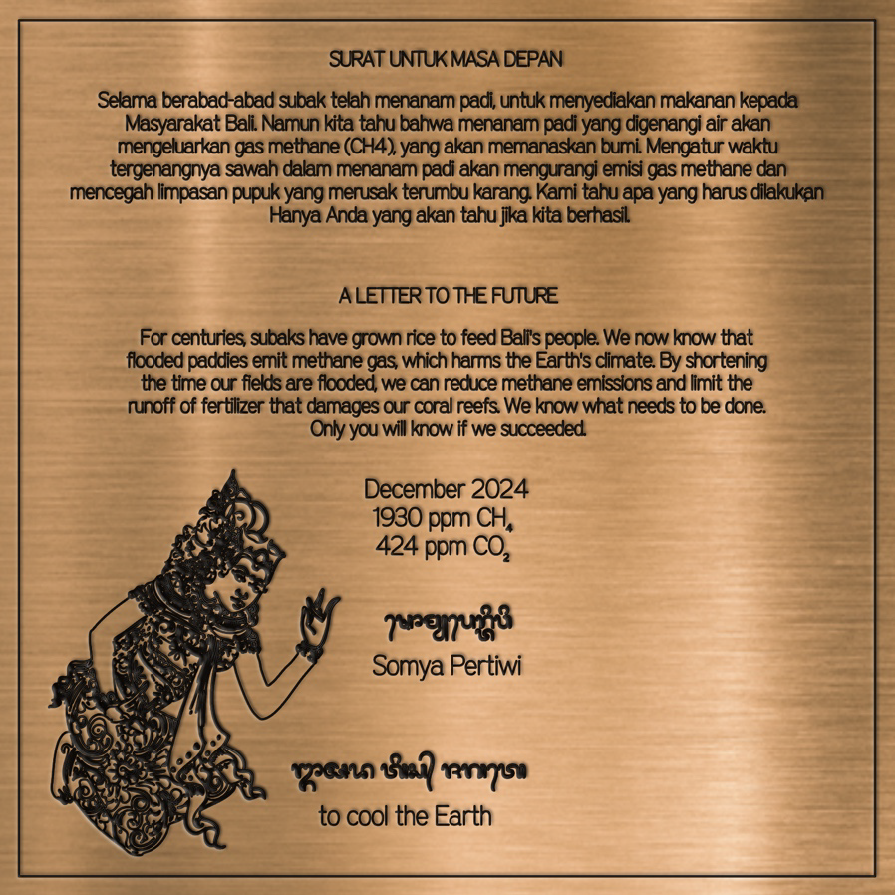 SURAT UNTUK MASA DEPAN
Selama berabad-abad subak telah menanam padi, untuk menyediakan makanan kepada
Masyarakat Bali. Namun kita tahu bahwa menanam padi yang digenangi air akan
mengeluarkan gas methane (CH4), yang akan memanaskan bumi. Mengatur waktu
tergenangnya sawah dalam menanam padi akan mengurangi emisi gas methane dan
mencegah limpasan pupuk yang merusak terumbu karang. Kami tahu apa yang harus dilakukan
Hanya Anda yang akan tahu jika kita berhasil.
A LETTER TO THE FUTURE
For centuries, subaks have grown rice to feed Bali's people. We now know that
flooded paddies emit methane gas, which harms the Earth's climate. By shortening
the time our fields are flooded, we can reduce methane emissions and limit the
runoff of fertilizer that damages our coral reefs. We know what needs to be done.
Only you will know if we succeeded.
December 2024
1930 ppm CH₄
424 ppm CO₂
Somya Pertiwi
to cool the Earth